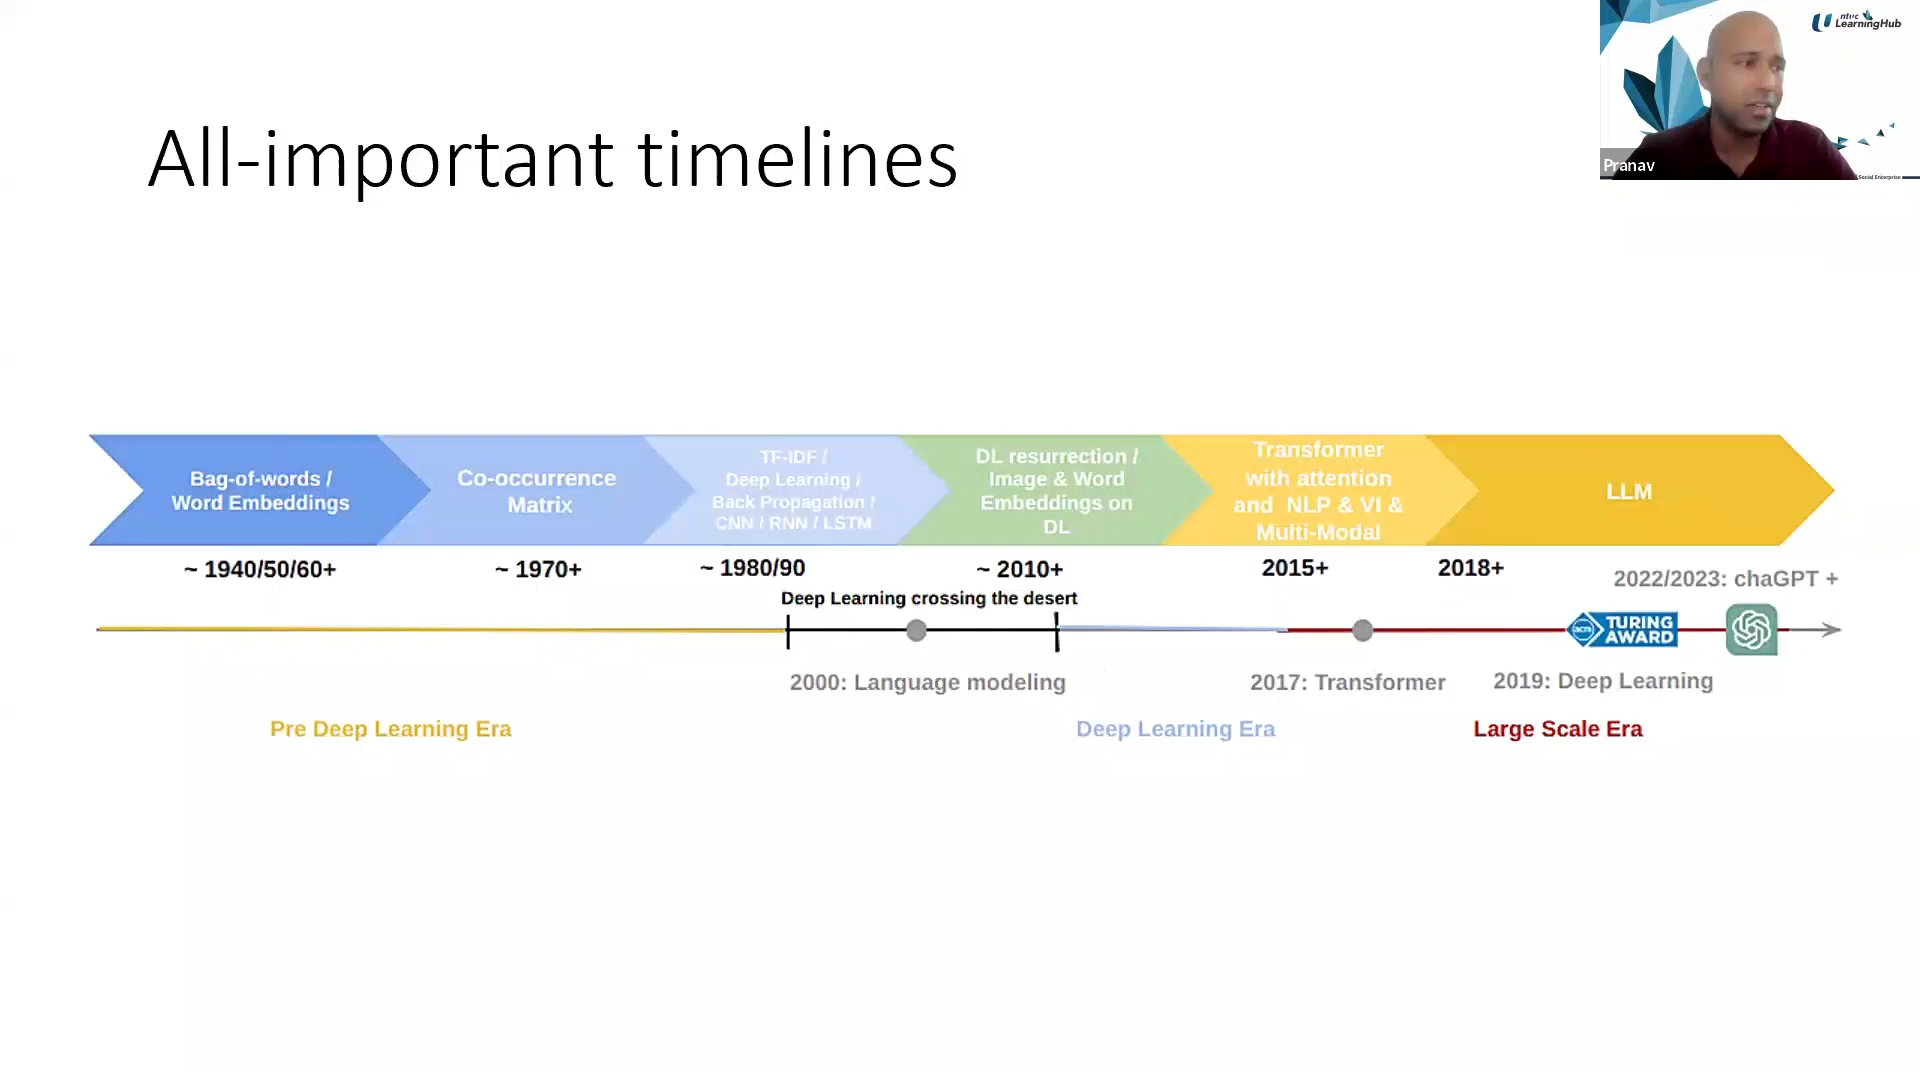 ntuc
LearningHub
Pranav
Social Enterprise
All-important timelines
Bag-of-words /
Word Embeddings
Co-occurrence
Matrix
TF-IDF /
Deep Learning /
Back Propagation /
CNN / RNN / LSTM
DL resurrection /
Image & Word
Embeddings on
DL
Transformer
with attention
and NLP & VI &
Multi-Modal
LLM
~ 1940/50/60+
~ 1970+
~ 1980/90
~ 2010+
2015+
2018+
2022/2023: chaGPT +
Deep Learning crossing the desert
acm
TURING
AWARD
2000: Language modeling
2017: Transformer
2019: Deep Learning
Pre Deep Learning Era
Deep Learning Era
Large Scale Era